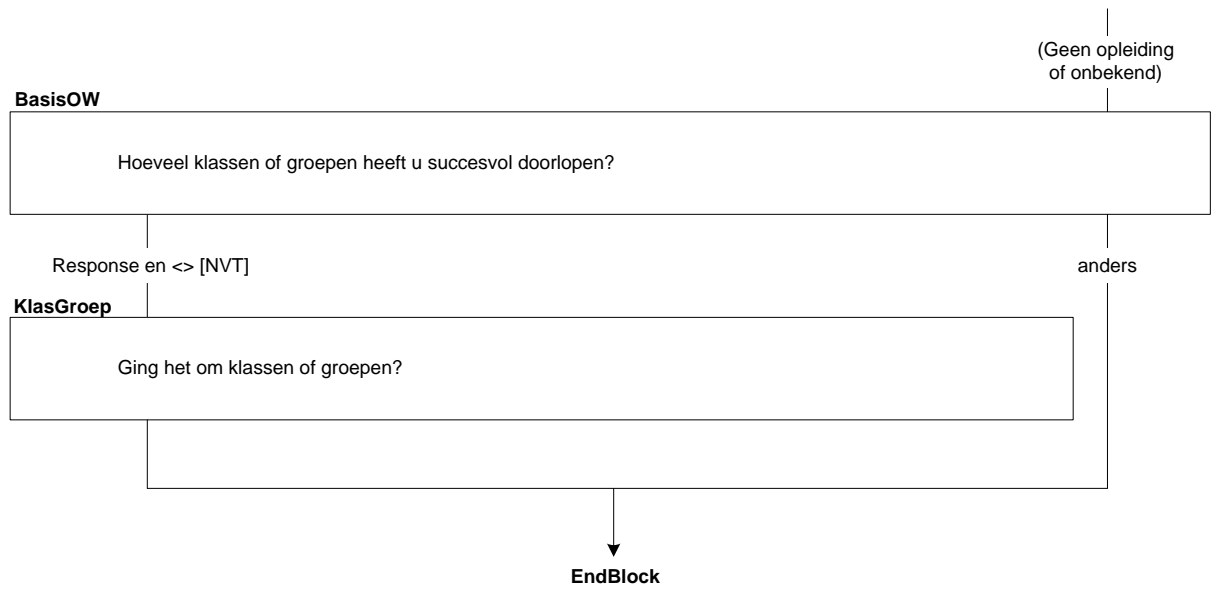 (Geen opleiding
of onbekend)
BasisOW
Hoeveel klassen of groepen heeft u succesvol doorlopen?
Response en <> [NVT]
anders
KlasGroep
Ging het om klassen of groepen?
EndBlock